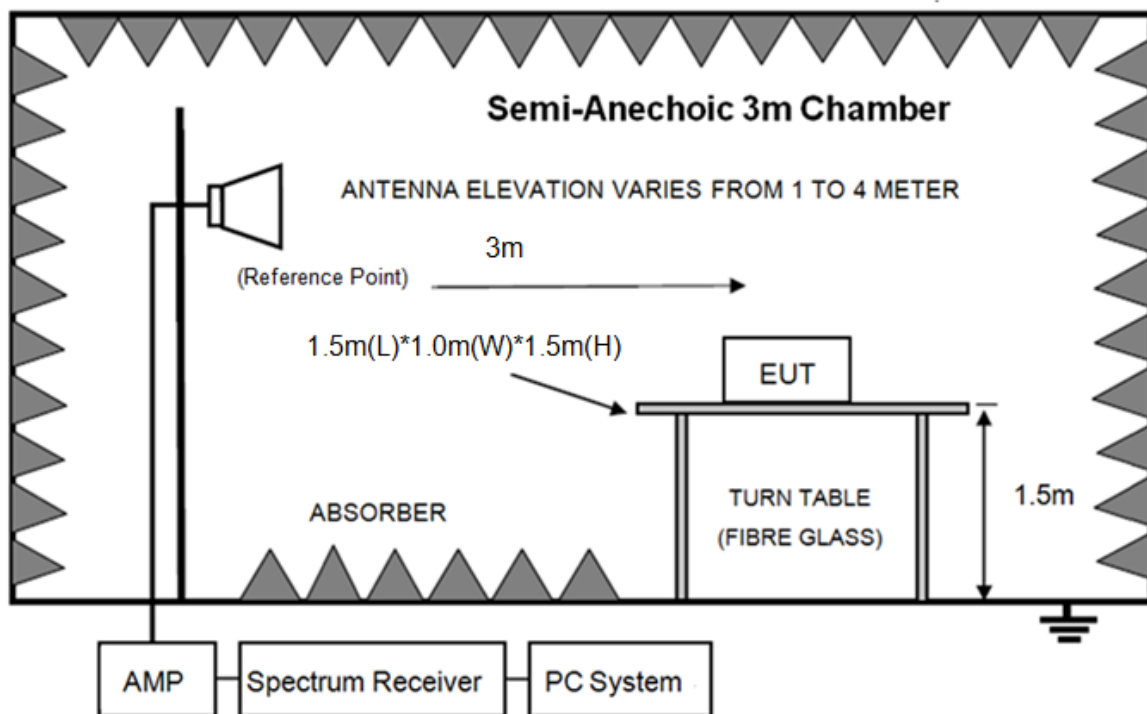 Semi-Anechoic 3m Chamber
ANTENNA ELEVATION VARIES FROM 1 TO 4 METER
3m
(Reference Point)
1.5m(L)*1.0m(W)*1.5m(H)
EUT
ABSORBER
TURN TABLE
(FIBRE GLASS)
1.5m
AMP
Spectrum Receiver
PC System